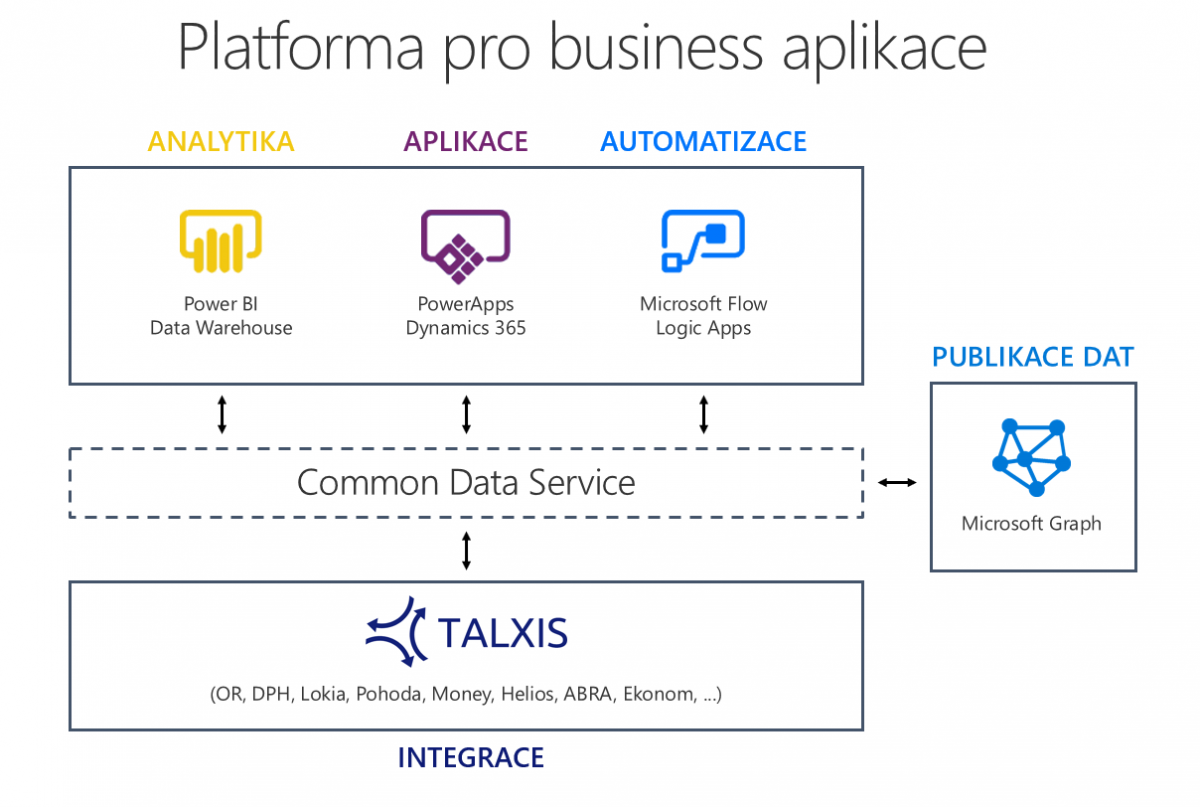 Platforma pro business aplikace
ANALYTIKA
APLIKACE
AUTOMATIZACE
Power BI
Data Warehouse
PowerApps
Dynamics 365
Microsoft Flow
Logic Apps
PUBLIKACE DAT
Microsoft Graph
Common Data Service
TALXIS
(OR, DPH, Lokia, Pohoda, Money, Helios, ABRA, Ekonom, ...)
INTEGRACE